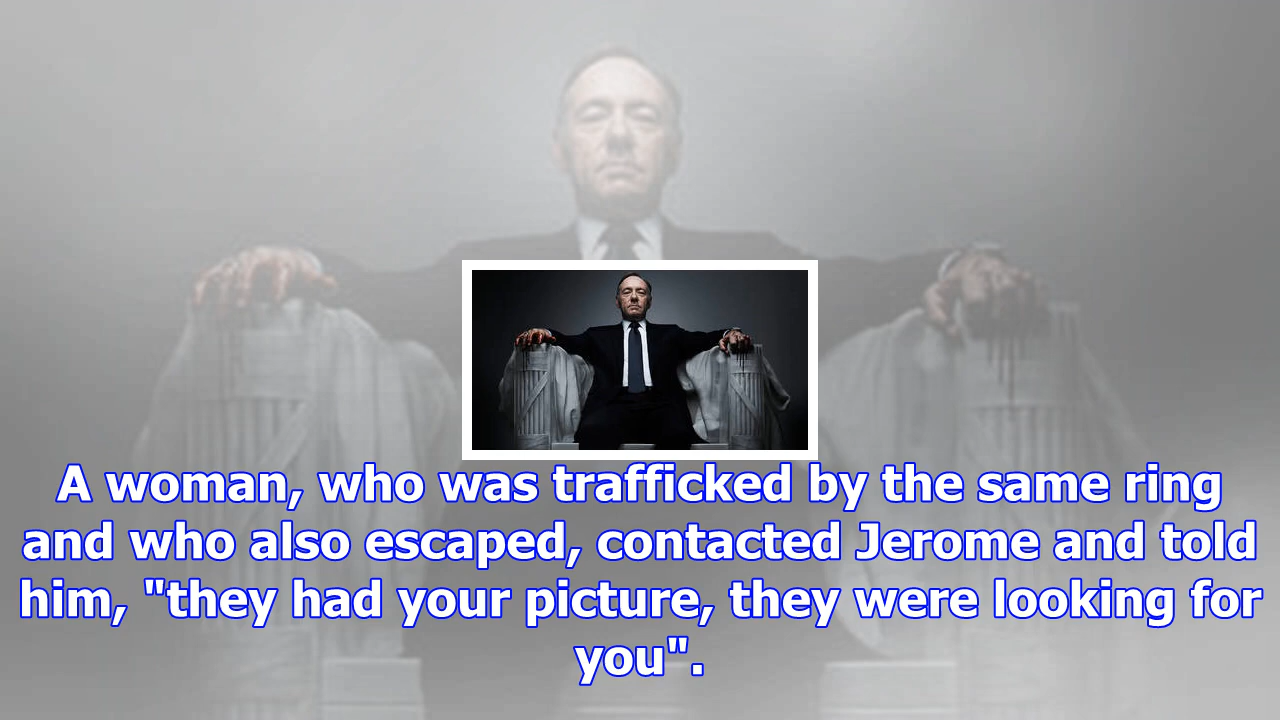 A woman, who was trafficked by the same ring
and who also escaped, contacted Jerome and told
him, "they had your picture, they were looking for
you".